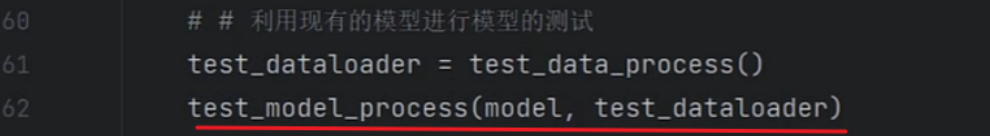 60 # # 利用现有的模型进行模型的测试
61 test_dataloader = test_data_process()
62 test_model_process(model, test_dataloader)